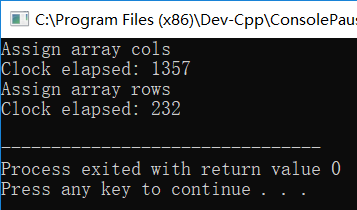 C:\Program Files (x86)\Dev-Cpp\ConsolePau
Assign array cols
Clock elapsed: 1357
Assign array rows
Clock elapsed: 232
--------------------------------
Process exited with return value 0
Press any key to continue . . .